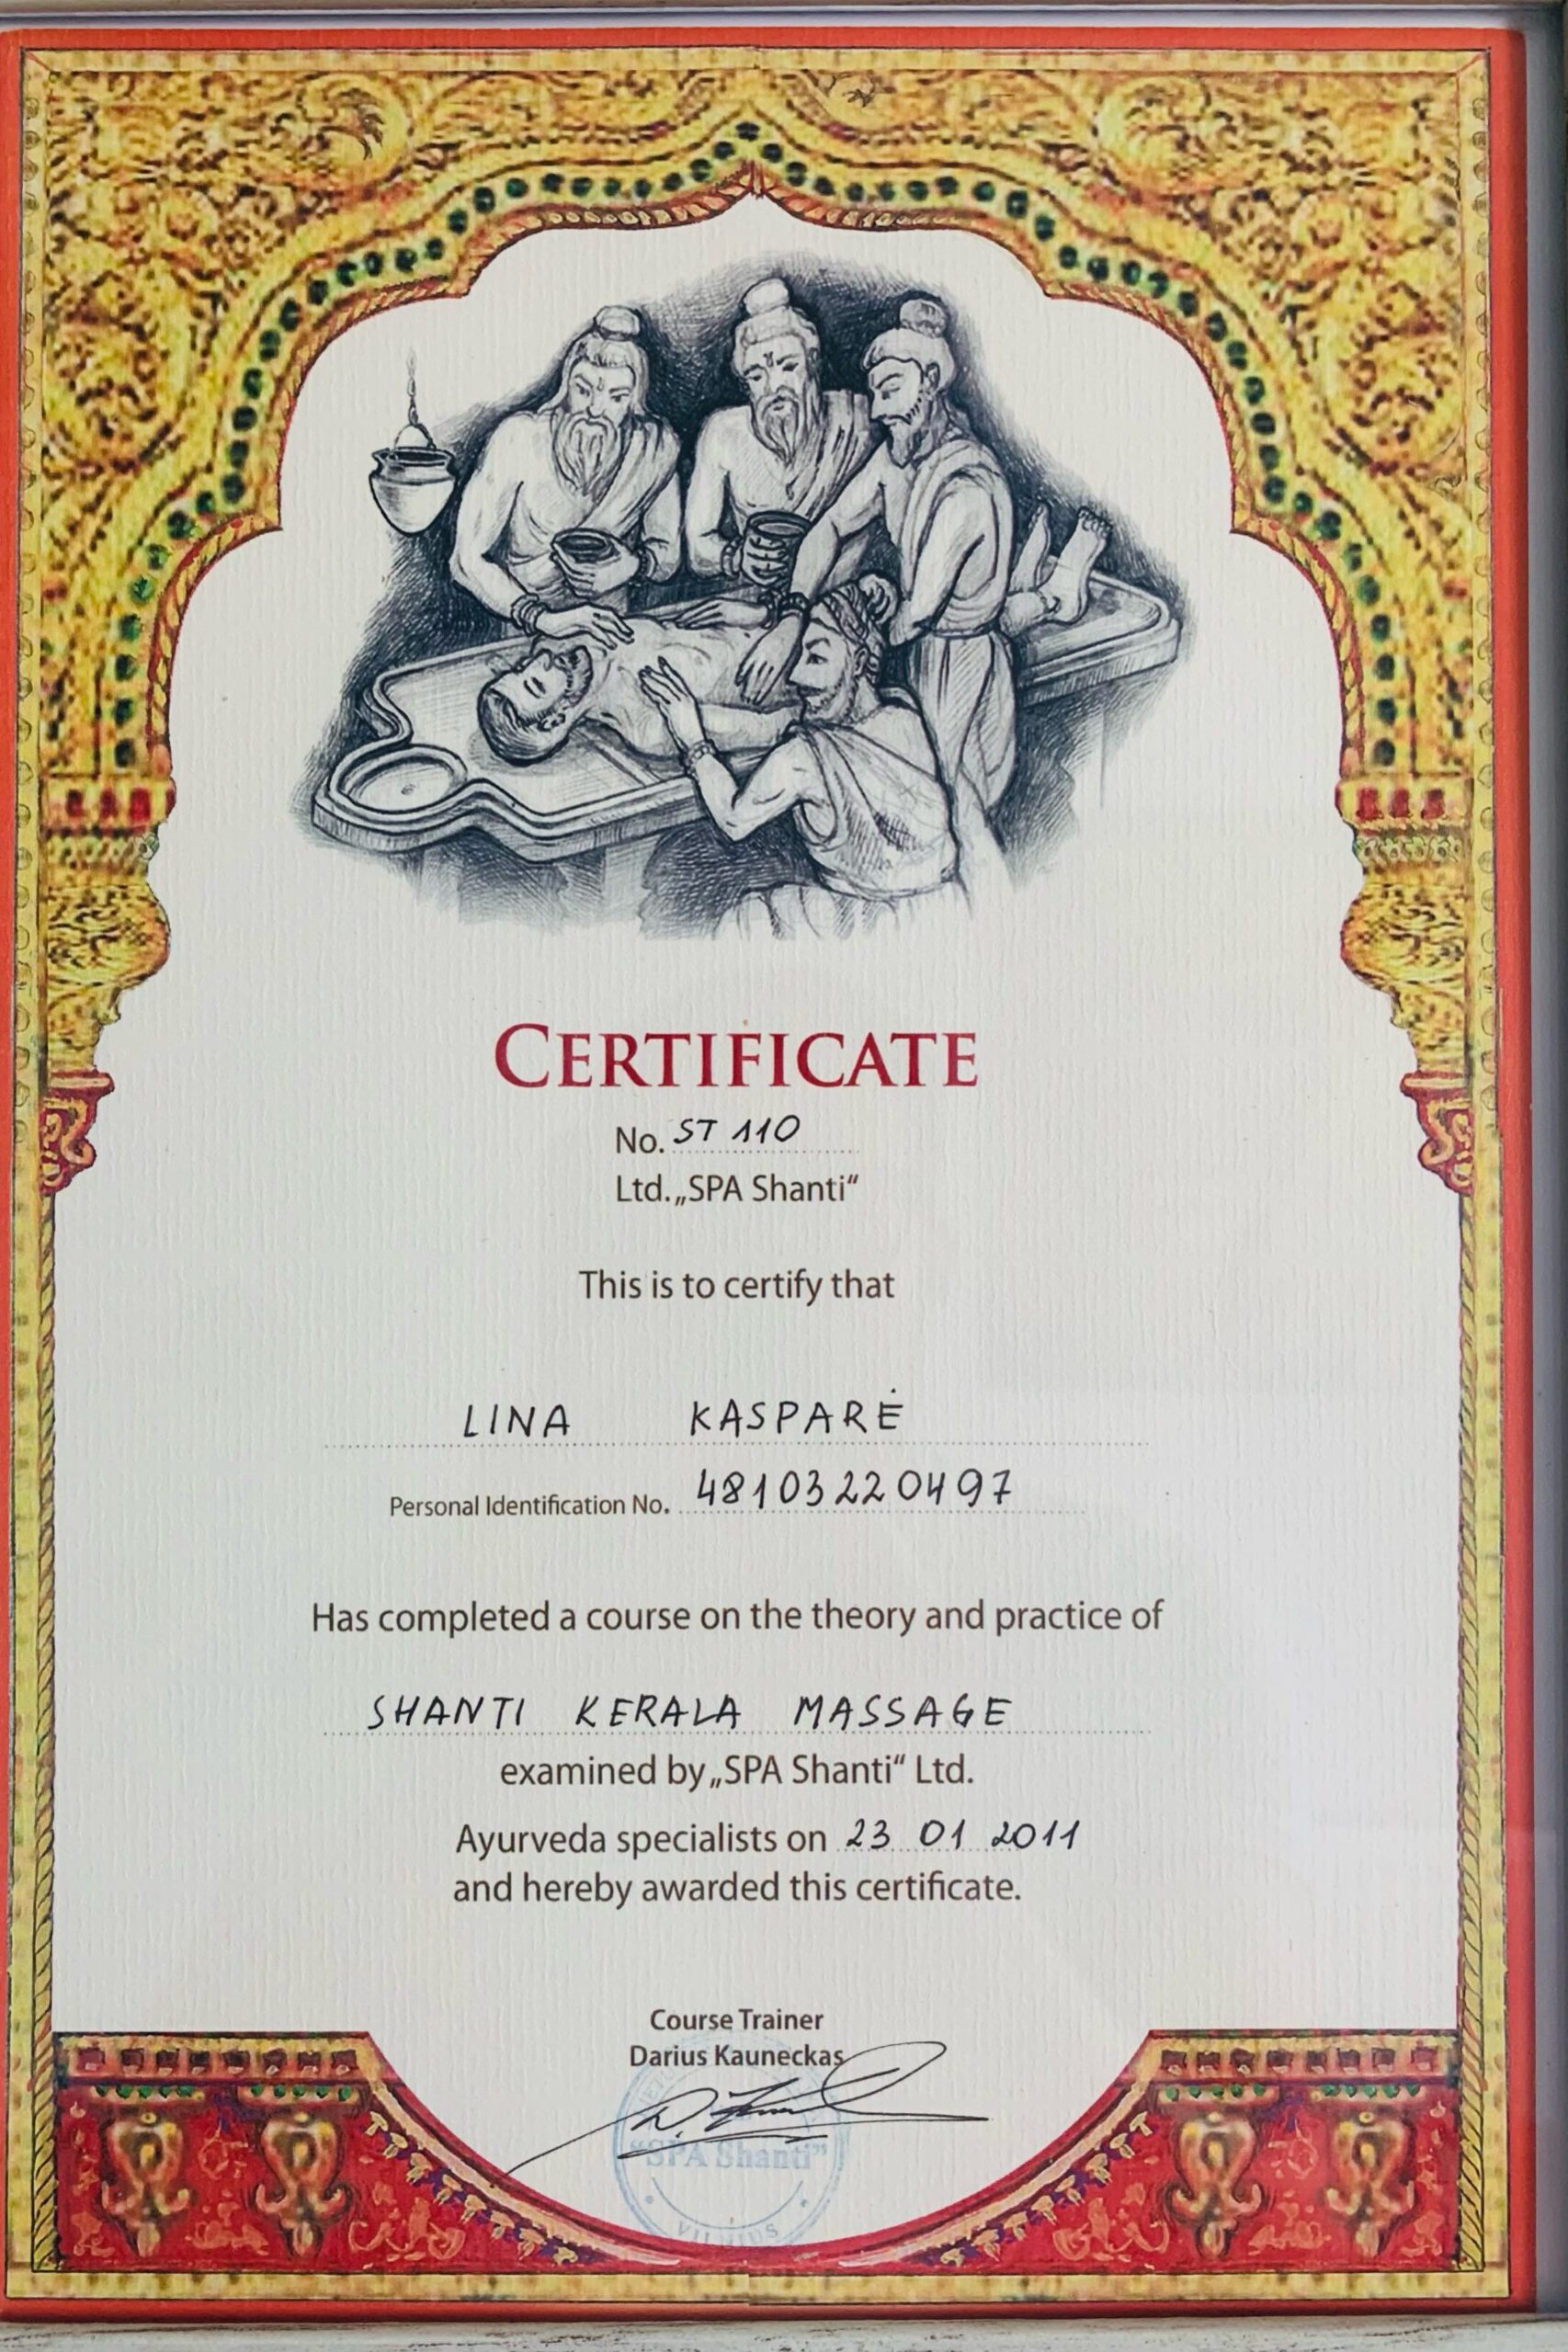 CERTIFICATE
No. ST 110
Ltd. „SPA Shanti“
This is to certify that
LINA KASPARĖ
Personal Identification No. 48103220497
Has completed a course on the theory and practice of
SHANTI KERALA MASSAGE
examined by „SPA Shanti“ Ltd.
Ayurveda specialists on 23 01 2011
and hereby awarded this certificate.
Course Trainer
Darius Kauneckas
“SPA Shanti”
VILNIUS